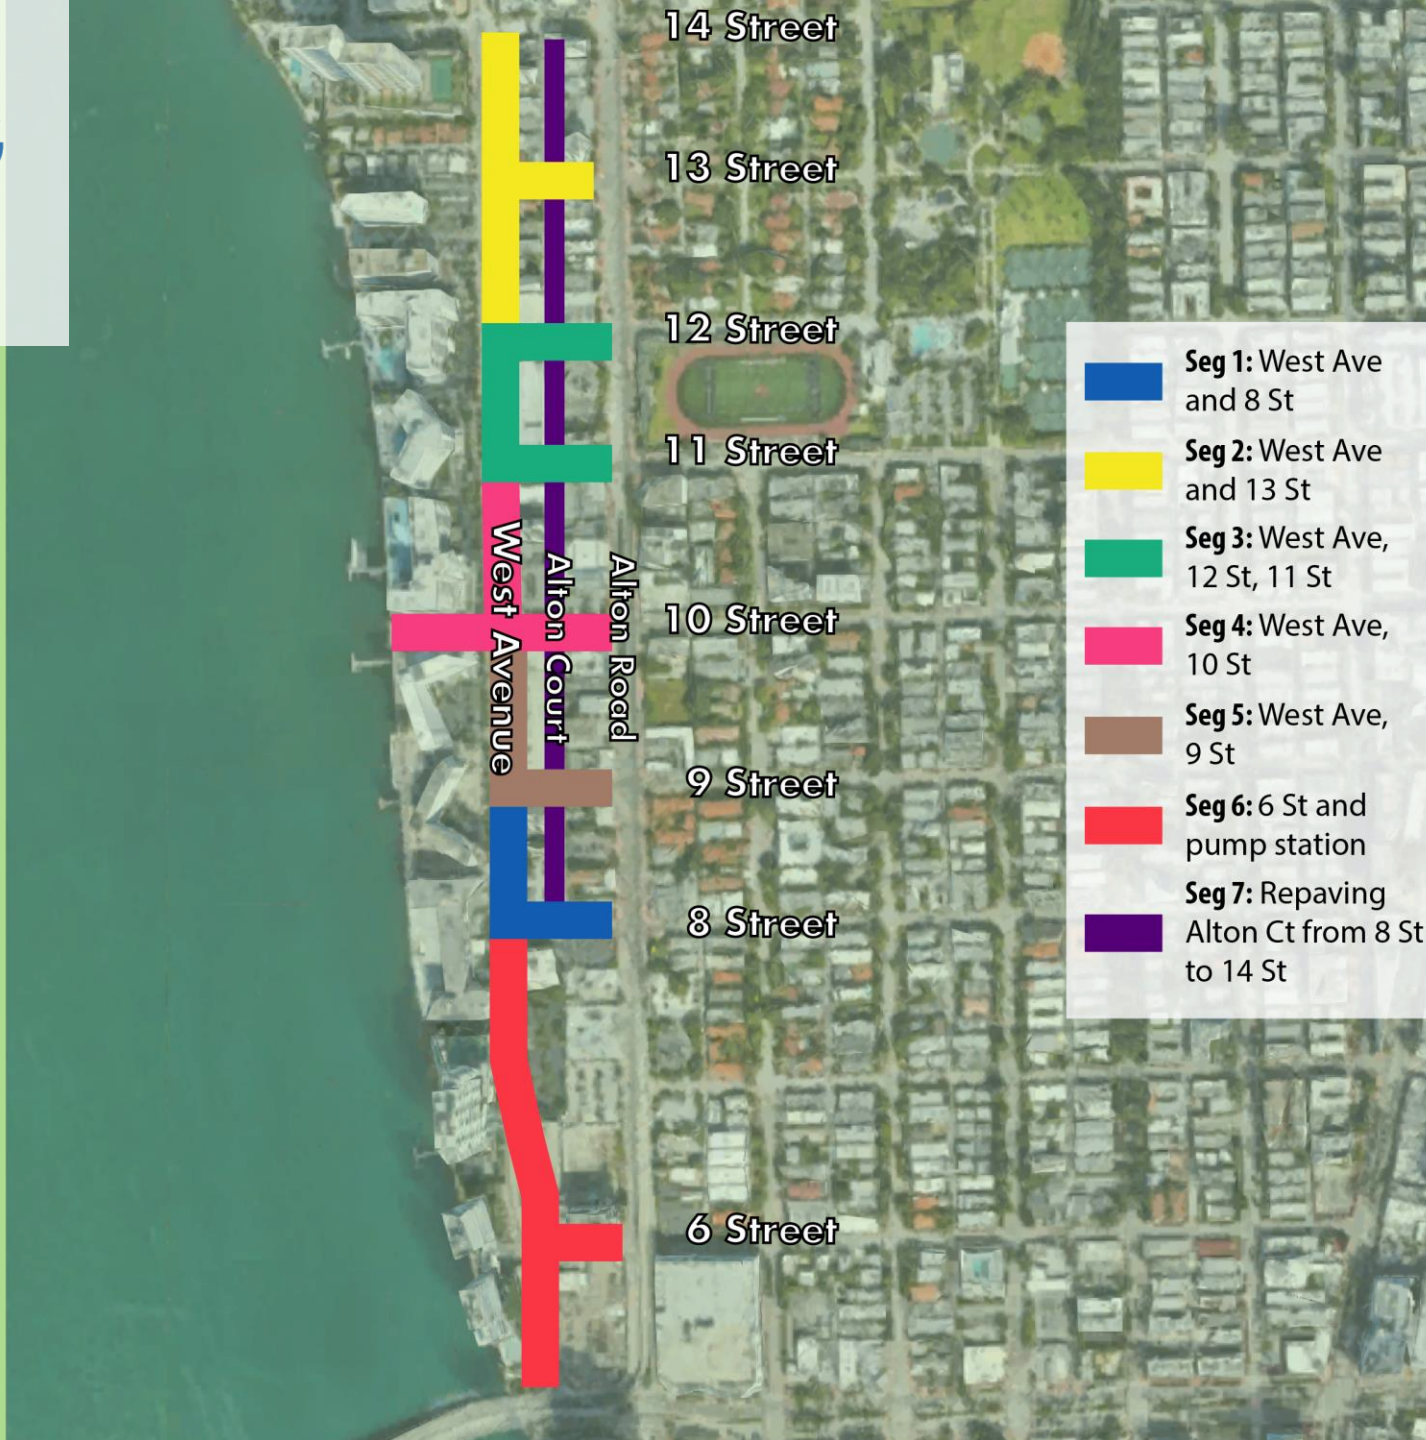 14 Street
13 Street
12 Street
11 Street
10 Street
9 Street
8 Street
6 Street
West Avenue
Alton Court
Alton Road
Seg 1: West Ave
and 8 St
Seg 2: West Ave
and 13 St
Seg 3: West Ave,
12 St, 11 St
Seg 4: West Ave,
10 St
Seg 5: West Ave,
9 St
Seg 6: 6 St and
pump station
Seg 7: Repaving
Alton Ct from 8 St
to 14 St